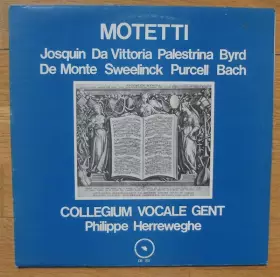 MOTETTI
Josquin Da Vittoria Palestrina Byrd
De Monte Sweelinck Purcell Bach
COLLEGIUM VOCALE GENT
Philippe Herreweghe